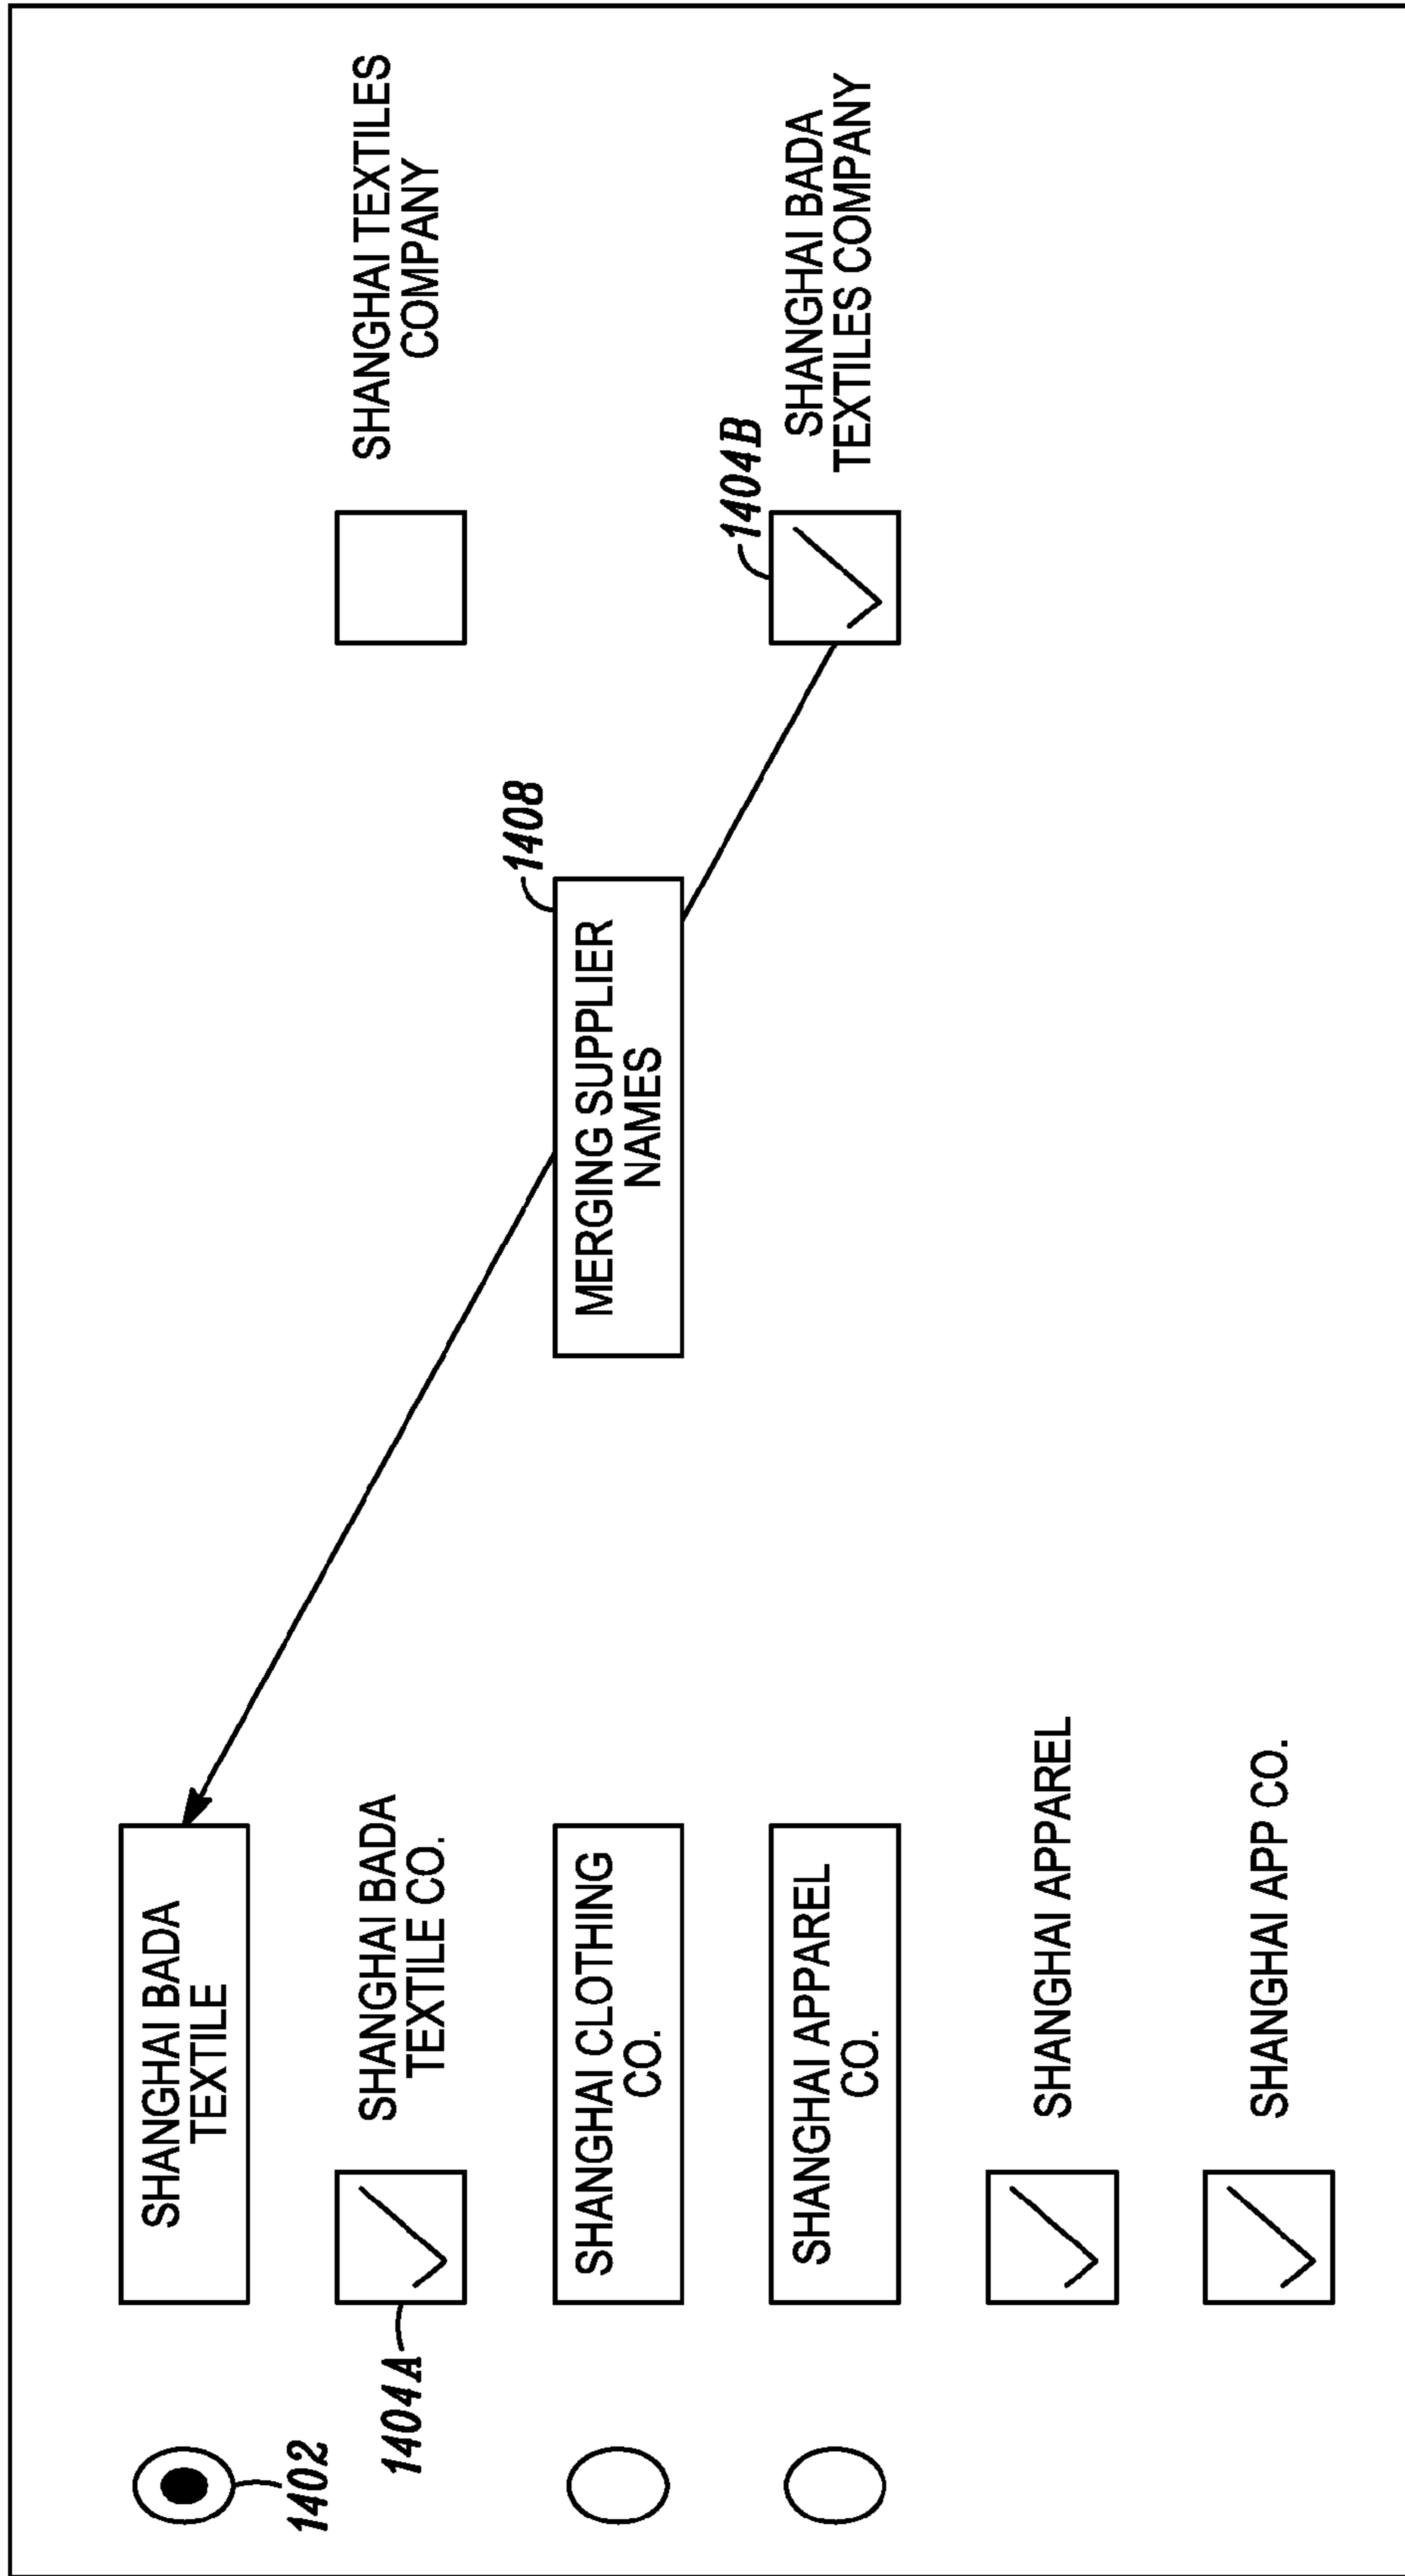 1402
SHANGHAI BADA
TEXTILE
1404A
SHANGHAI BADA
TEXTILE CO.
SHANGHAI TEXTILES
COMPANY
SHANGHAI CLOTHING
CO.
MERGING SUPPLIER
NAMES
1408
SHANGHAI APPAREL
CO.
1404B
SHANGHAI BADA
TEXTILES COMPANY
SHANGHAI APPAREL
SHANGHAI APP CO.